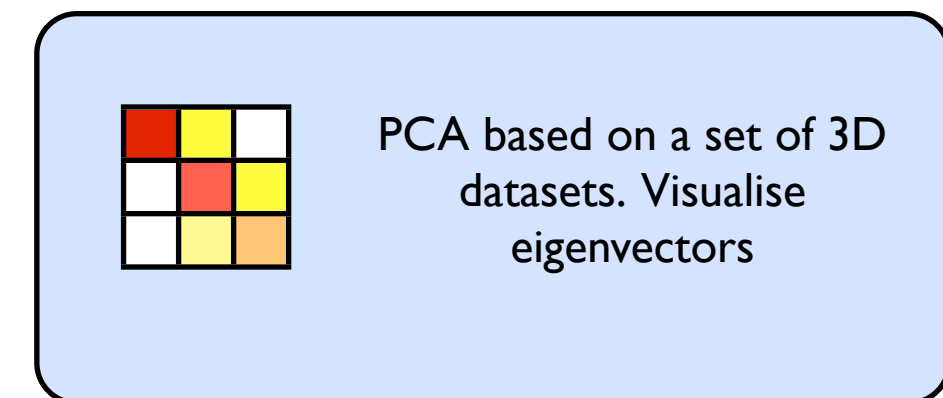 PCA based on a set of 3D
datasets. Visualise
eigenvectors